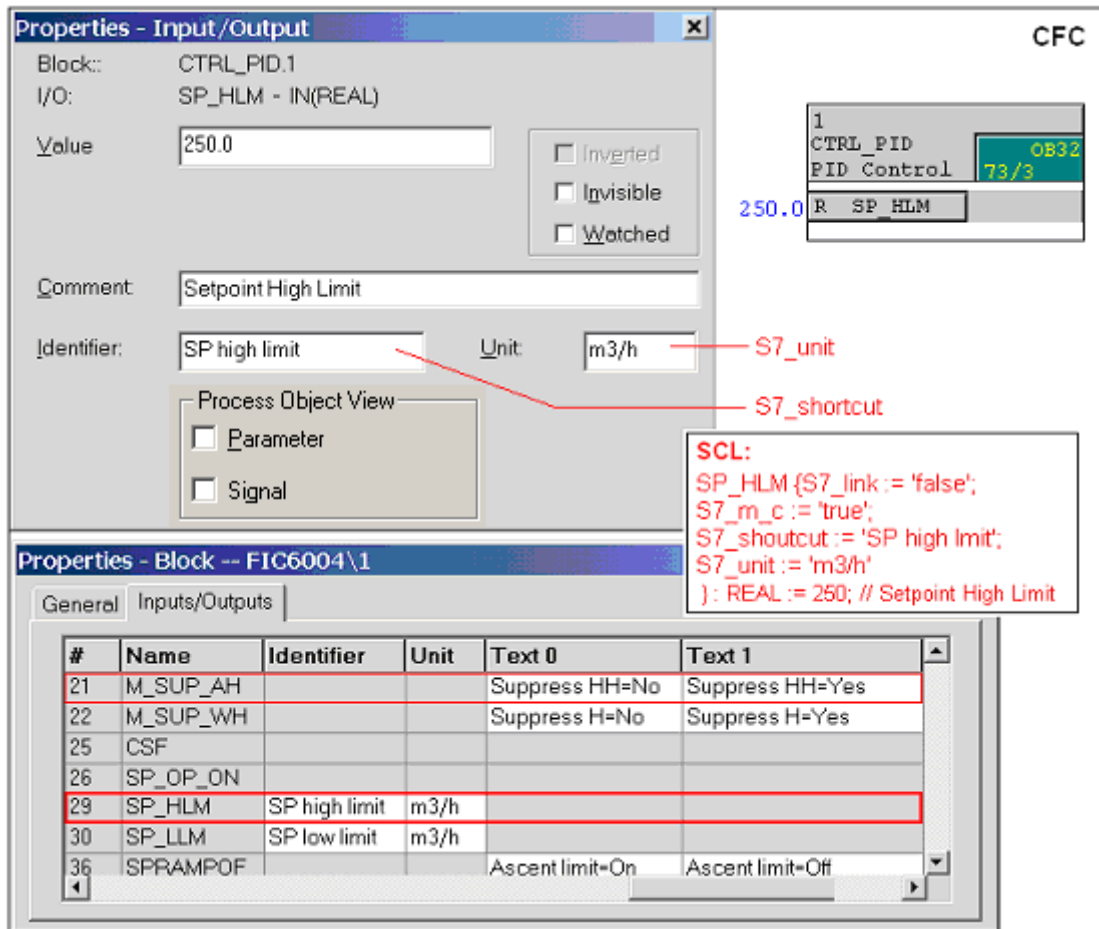 Properties - Input/Output
CFC
Block::
CTRL_PID.1
I/O:
SP_HLM - IN(REAL)
Value
250.0
Inverted
Invisible
Watched
1
CTRL_PID
OB32
PID Control
73/3
250.0
R SP_HLM
Comment:
Setpoint High Limit
Identifier:
SP high limit
Unit:
m3/h
S7_unit
S7_shortcut
Process Object View
Parameter
Signal
SCL:
SP_HLM {S7_link := 'false';
S7_m_c := 'true';
S7_shoutcut := 'SP high lmit';
S7_unit := 'm3/h'
} : REAL := 250; // Setpoint High Limit
Properties - Block -- FIC6004\1
General Inputs/Outputs
# Name Identifier Unit Text 0 Text 1
21 M_SUP_AH Suppress HH=No Suppress HH=Yes
22 M_SUP_WH Suppress H=No Suppress H=Yes
25 CSF
26 SP_OP_ON
29 SP_HLM SP high limit m3/h
30 SP_LLM SP low limit m3/h
36 SPRAMPOF Ascent limit=On Ascent limit=Off